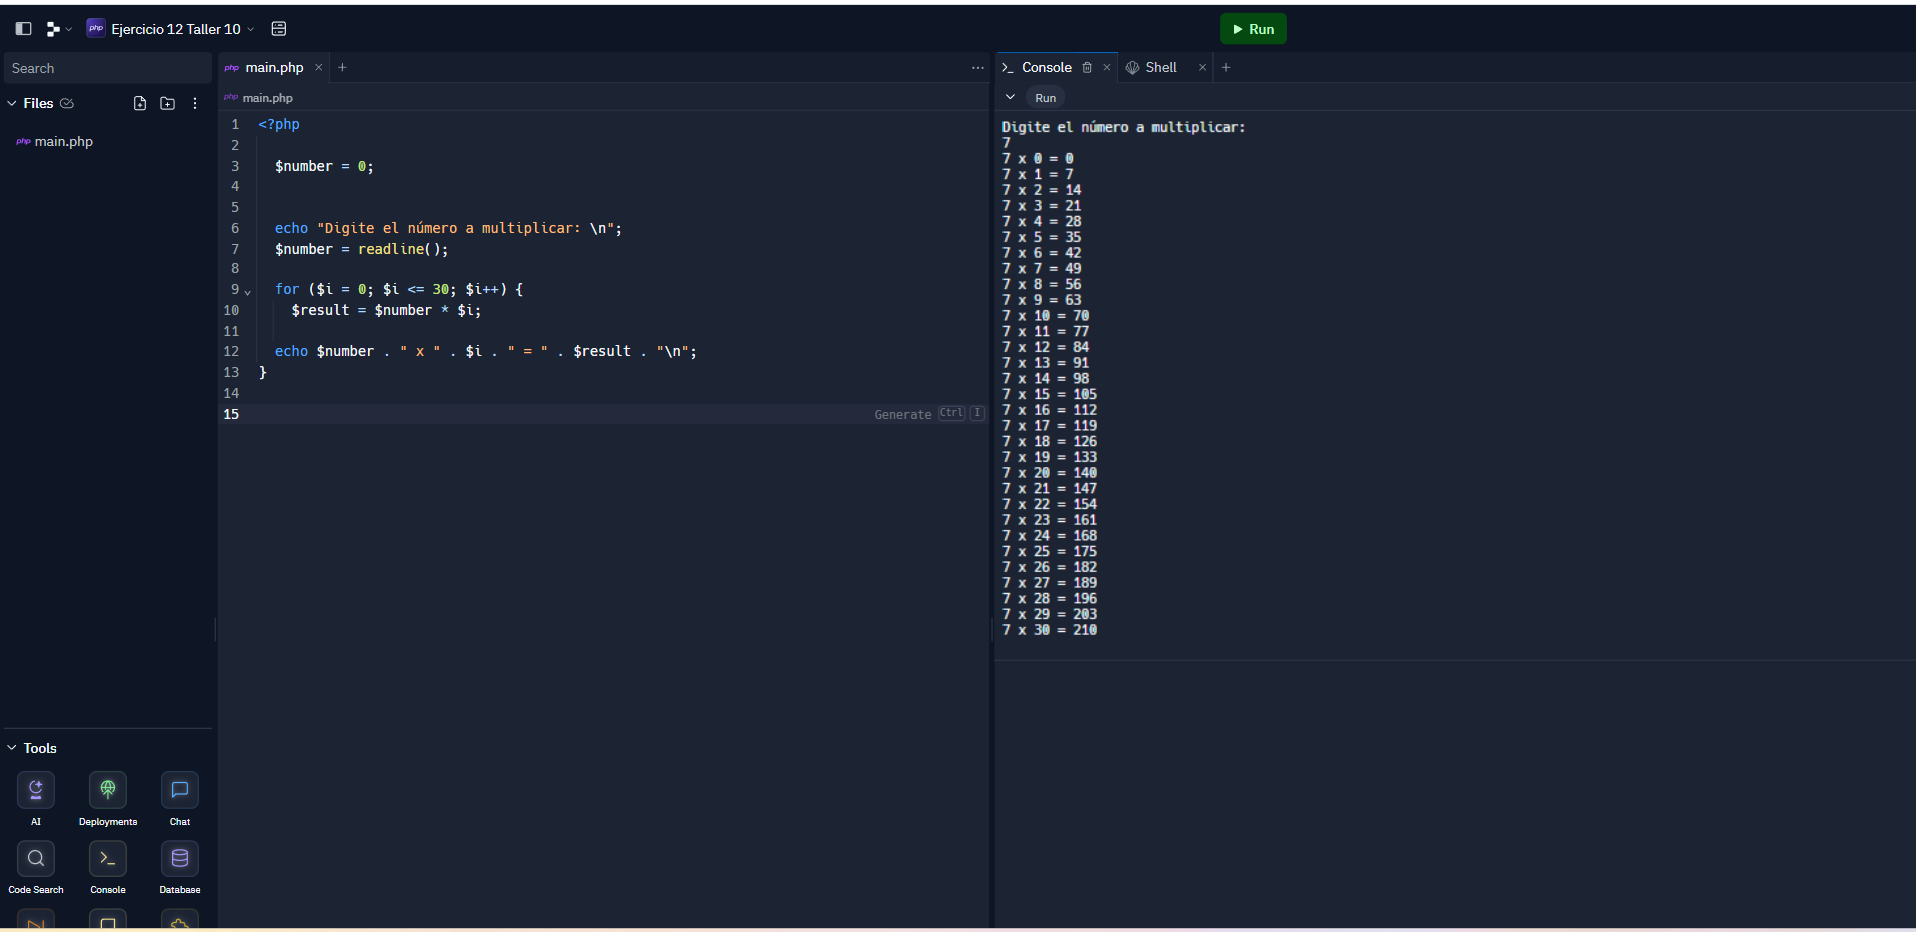 php Ejercicio 12 Taller 10
Run
Search
Files
php main.php
php main.php
php main.php
1 <?php
2
3 $number = 0;
4
5
6 echo "Digite el número a multiplicar: \n";
7 $number = readline();
8
9 for ($i = 0; $i <= 30; $i++) {
10 $result = $number * $i;
11
12 echo $number . " x " . $i . " = " . $result . "\n";
13 }
14
15 Generate Ctrl I
Console Shell
Run
Digite el número a multiplicar:
7
7 x 0 = 0
7 x 1 = 7
7 x 2 = 14
7 x 3 = 21
7 x 4 = 28
7 x 5 = 35
7 x 6 = 42
7 x 7 = 49
7 x 8 = 56
7 x 9 = 63
7 x 10 = 70
7 x 11 = 77
7 x 12 = 84
7 x 13 = 91
7 x 14 = 98
7 x 15 = 105
7 x 16 = 112
7 x 17 = 119
7 x 18 = 126
7 x 19 = 133
7 x 20 = 140
7 x 21 = 147
7 x 22 = 154
7 x 23 = 161
7 x 24 = 168
7 x 25 = 175
7 x 26 = 182
7 x 27 = 189
7 x 28 = 196
7 x 29 = 203
7 x 30 = 210
Tools
AI Deployments Chat
Code Search Console Database